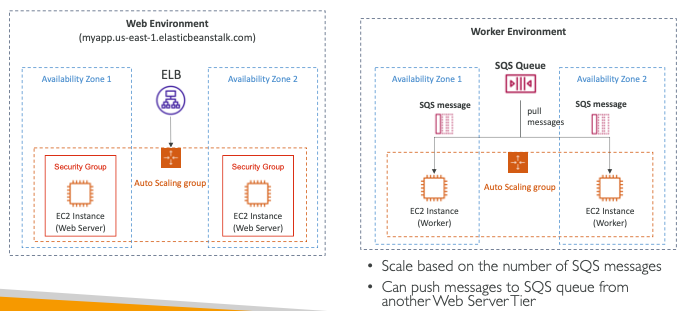 Web Environment
(myapp.us-east-1.elasticbeanstalk.com)
Availability Zone 1
ELB
Availability Zone 2
Security Group
EC2 Instance
(Web Server)
Auto Scaling group
Security Group
EC2 Instance
(Web Server)
Worker Environment
Availability Zone 1
SQS Queue
Availability Zone 2
SQS message
pull
messages
SQS message
EC2 Instance
(Worker)
Auto Scaling group
EC2 Instance
(Worker)
• Scale based on the number of SQS messages
• Can push messages to SQS queue from
another Web Server Tier